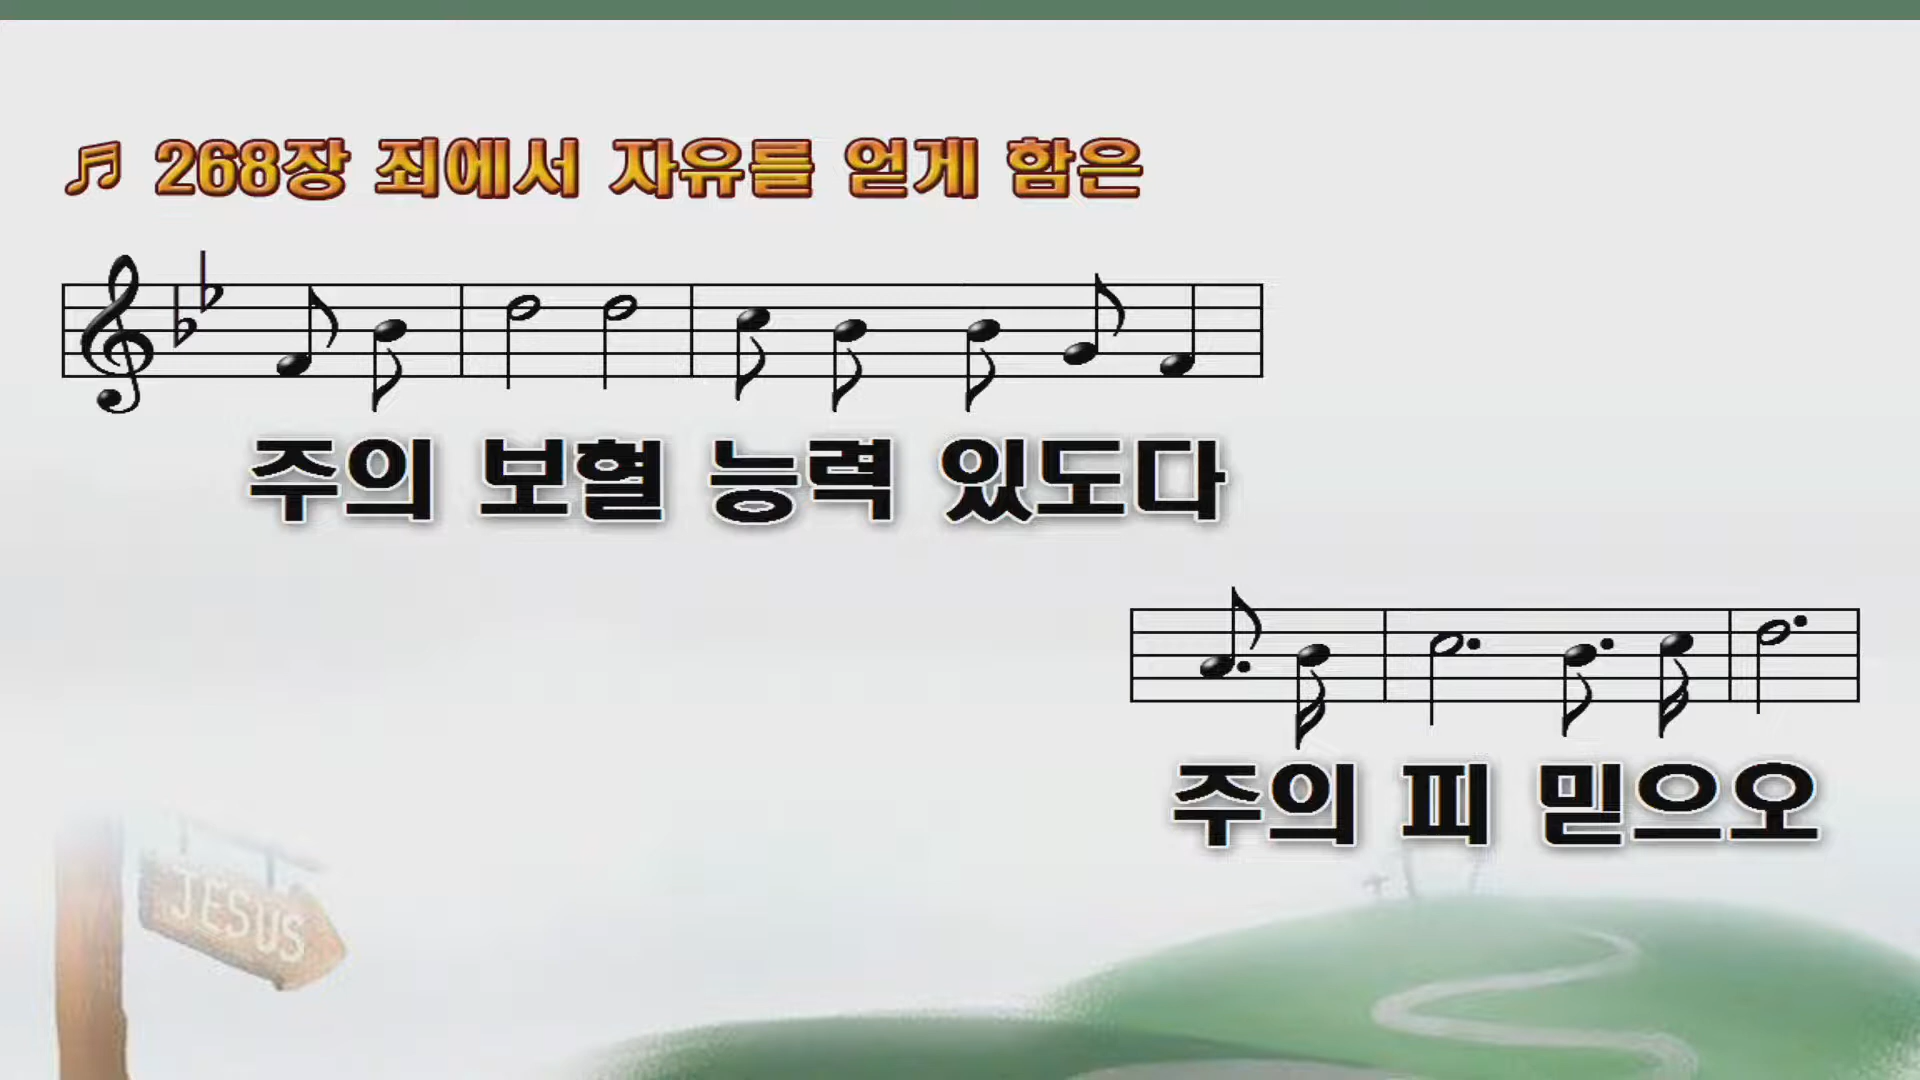 ♬ 268장 죄에서 자유를 얻게 함은
주의 보혈 능력 있도다
주의 피 믿으오
JESUS